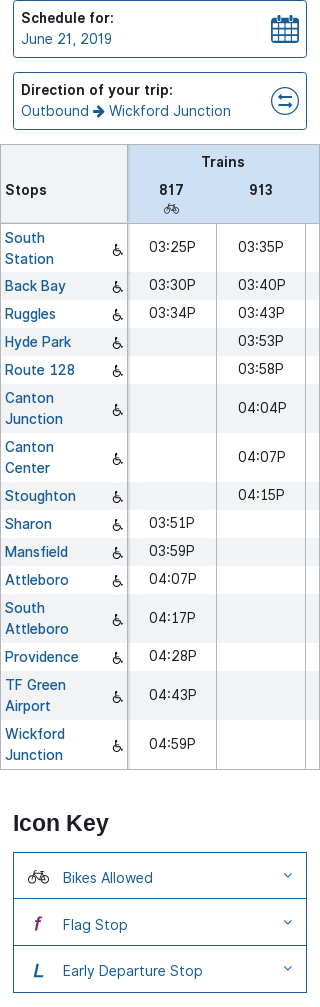 Schedule for:
June 21, 2019
Direction of your trip:
Outbound → Wickford Junction
Trains
Stops 817 913
South
Station 03:25P 03:35P
Back Bay 03:30P 03:40P
Ruggles 03:34P 03:43P
Hyde Park 03:53P
Route 128 03:58P
Canton
Junction 04:04P
Canton
Center 04:07P
Stoughton 04:15P
Sharon 03:51P
Mansfield 03:59P
Attleboro 04:07P
South
Attleboro 04:17P
Providence 04:28P
TF Green
Airport 04:43P
Wickford
Junction 04:59P
Icon Key
Bikes Allowed
f Flag Stop
L Early Departure Stop